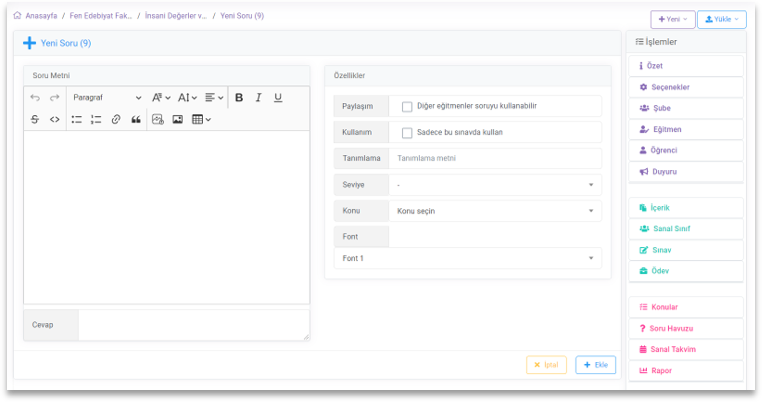 Anasayfa / Fen Edebiyat Fak... / İnsani Değerler v... / Yeni Soru (9)
Yeni
Yükle
Yeni Soru (9)
Soru Metni
Paragraf
B I U
S
Cevap
Özellikler
Paylaşım Diğer eğitmenler soruyu kullanabilir
Kullanım Sadece bu sınavda kullan
Tanımlama Tanımlama metni
Seviye -
Konu Konu seçin
Font
Font 1
İptal
Ekle
İşlemler
Özet
Seçenekler
Şube
Eğitmen
Öğrenci
Duyuru
İçerik
Sanal Sınıf
Sınav
Ödev
Konular
Soru Havuzu
Sanal Takvim
Rapor